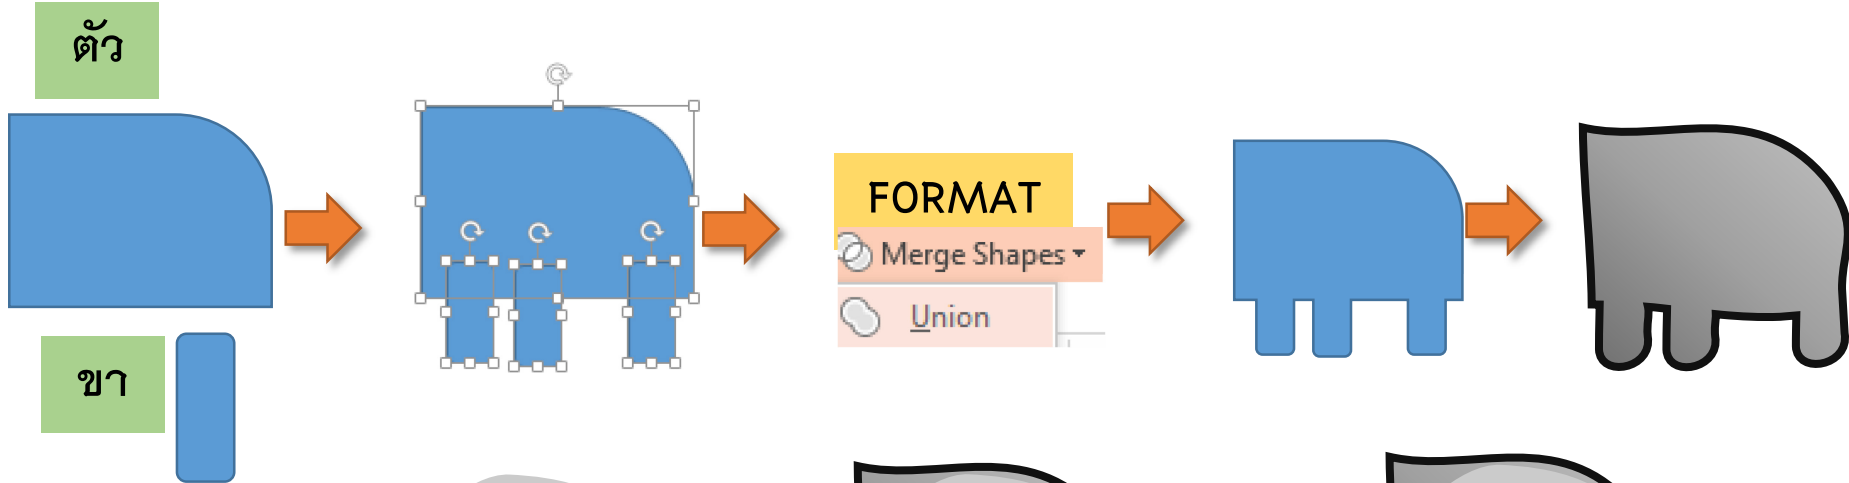 ตัว
FORMAT
Merge Shapes
Union
ขา